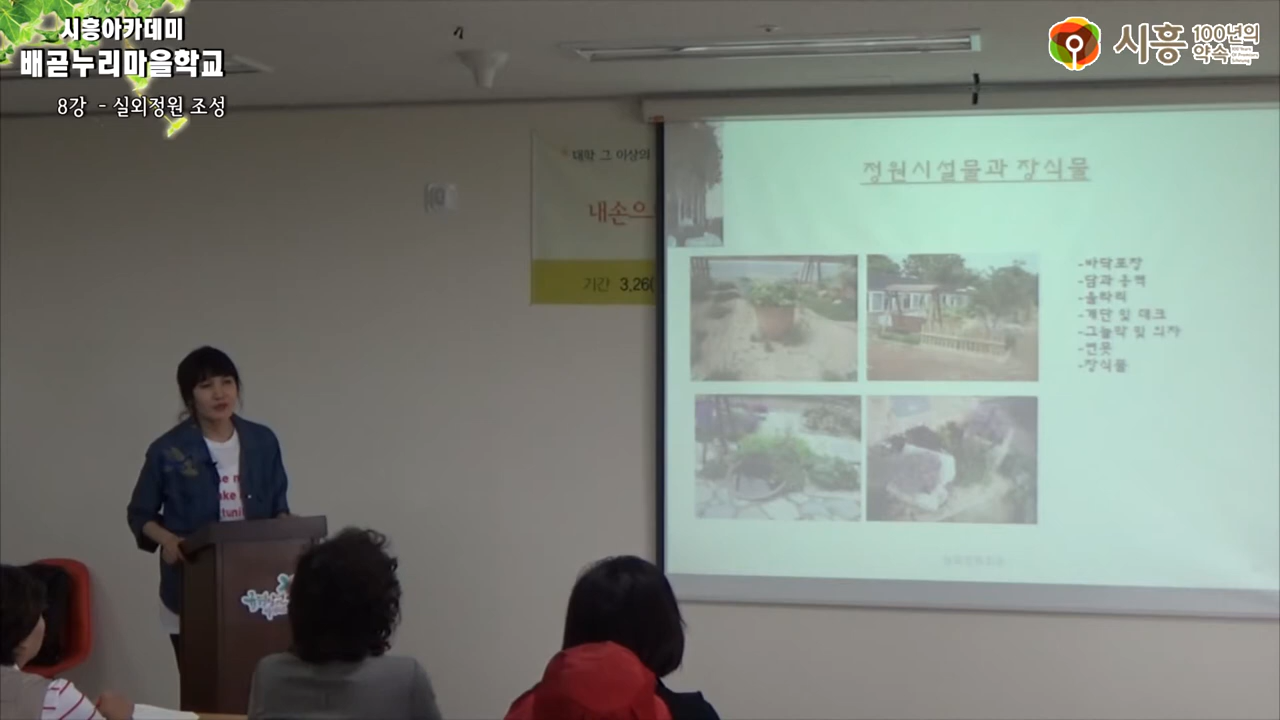 시흥아카데미
배곧누리마을학교
8강 - 실외정원 조성
시흥
100년의
약속
대학 그 이상의
내손으
기간 3.26(
정원시설물과 장식물
-바닥포장
-담과 옹벽
-울타리
-계단 및 데크
-그늘막 및 의자
-연못
-장식물